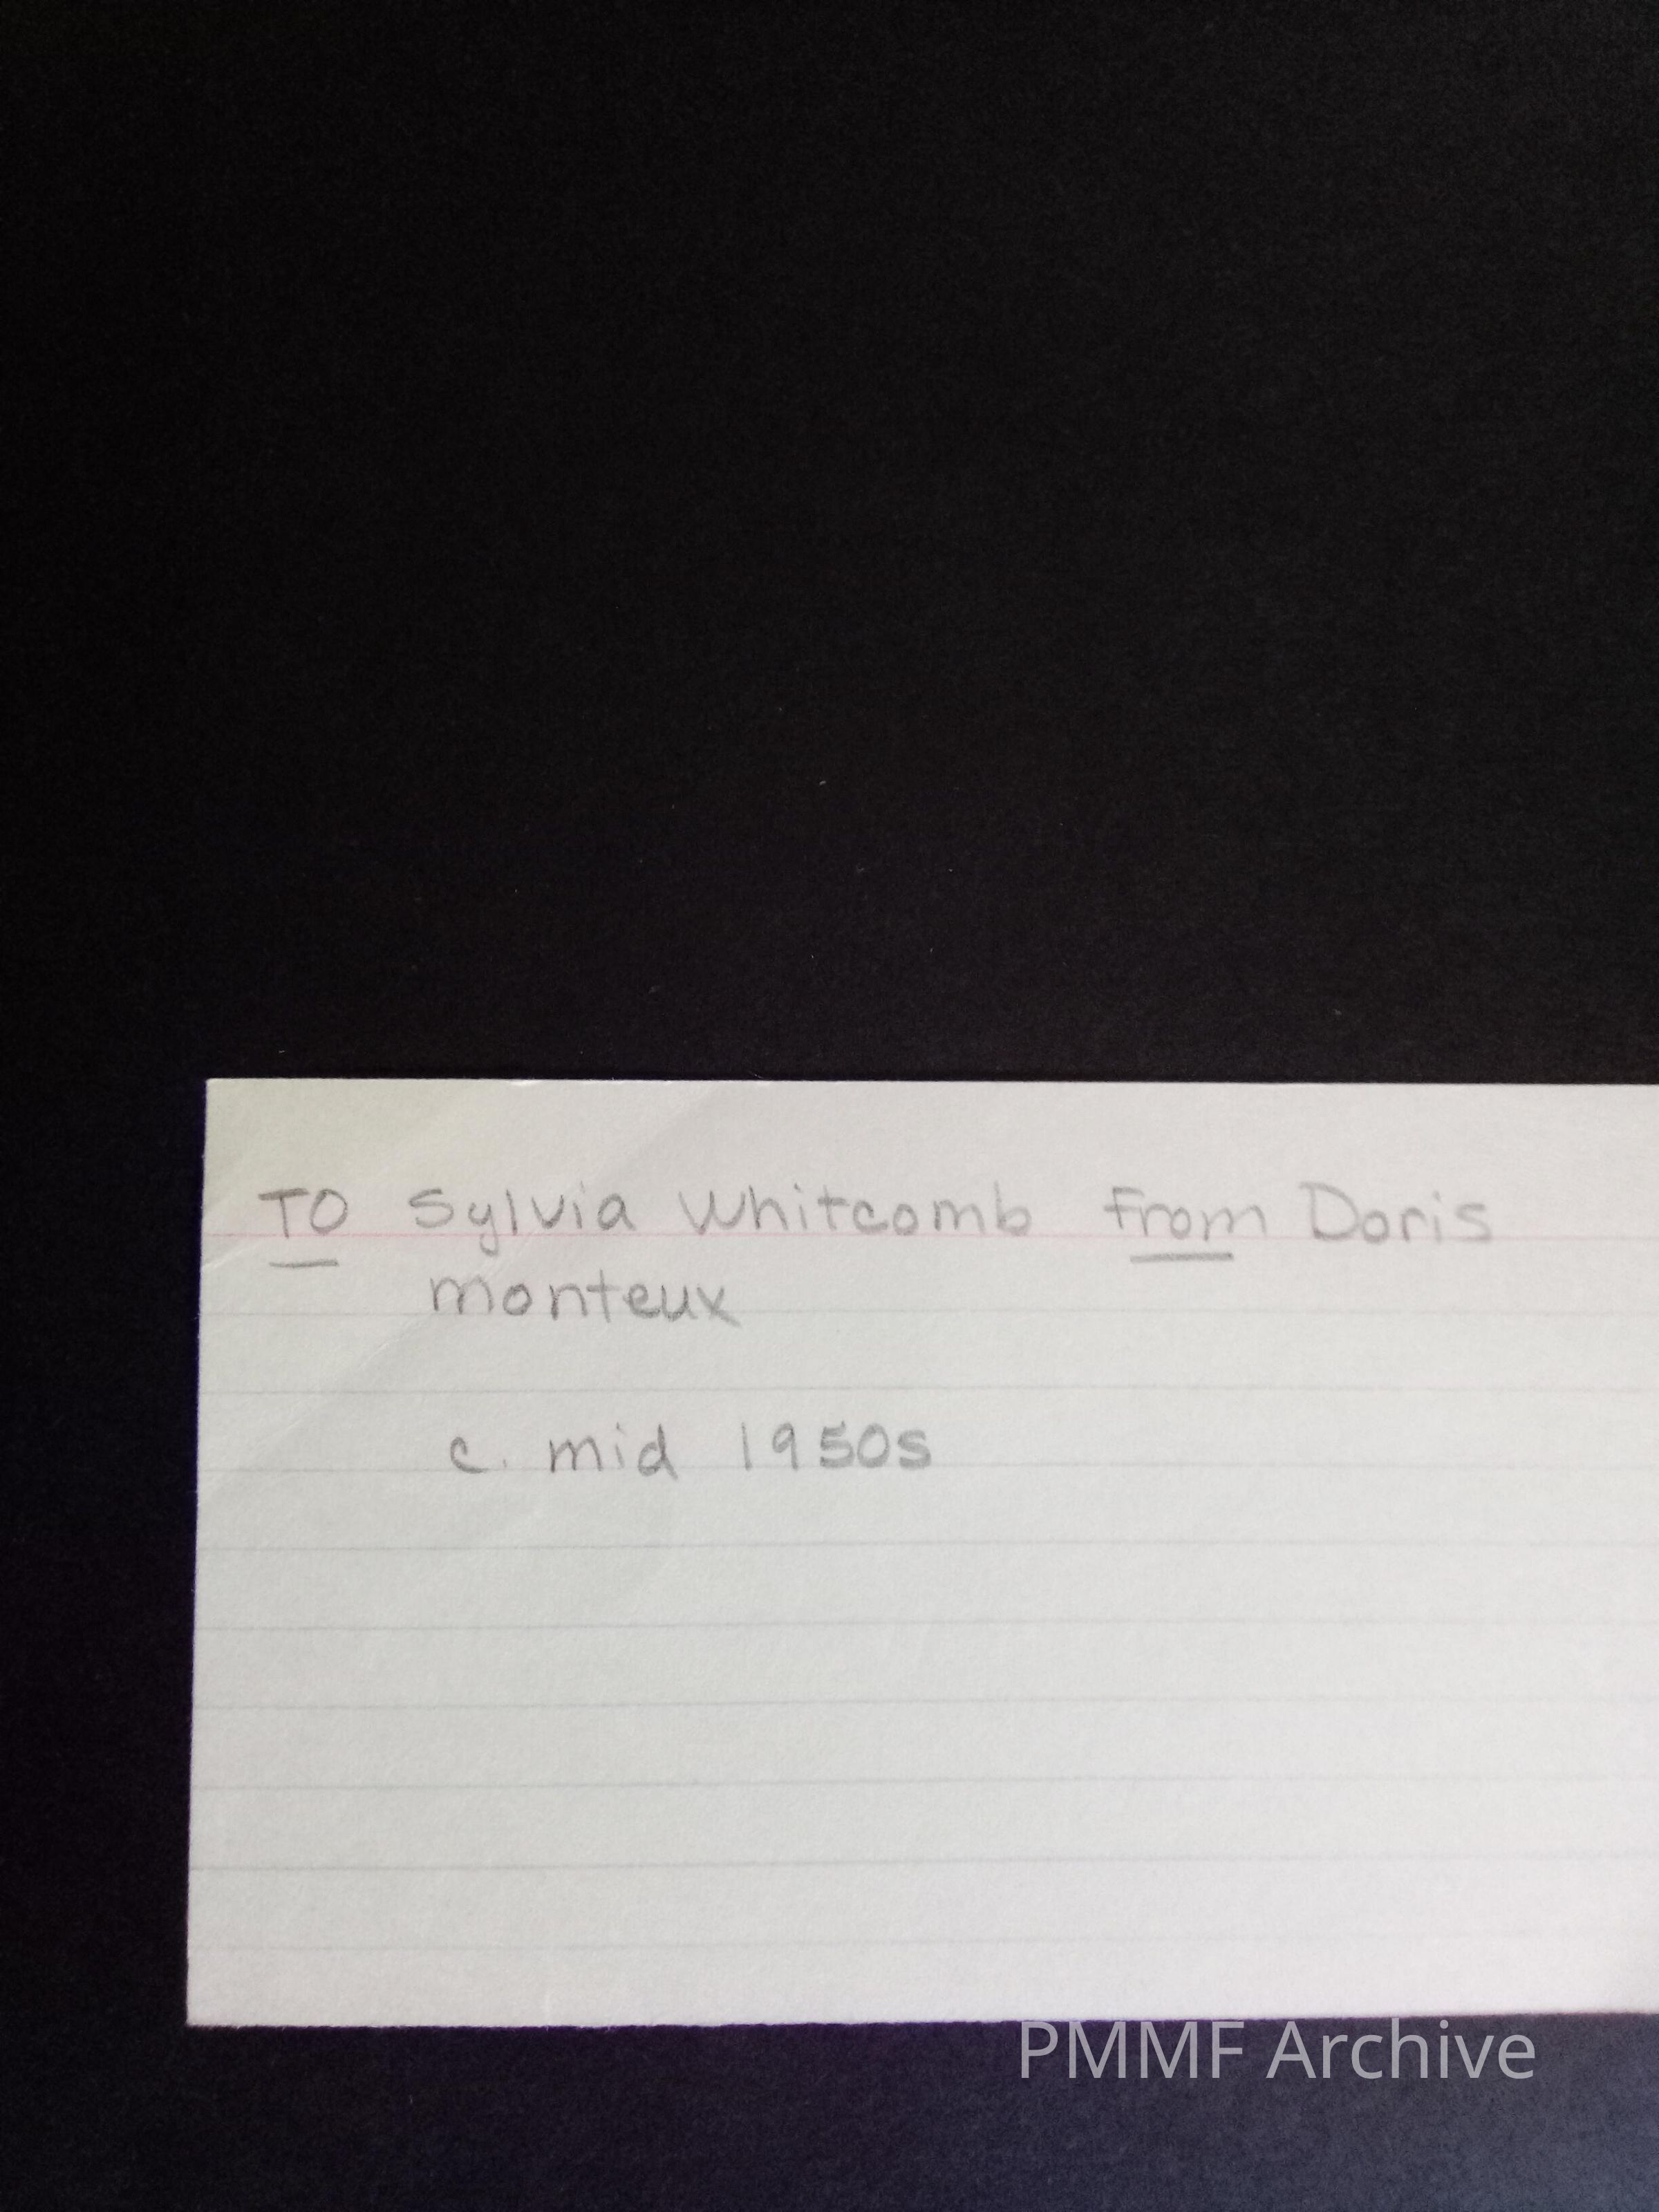 TO Sylvia Whitcomb From Doris
monteux
c. mid 1950s
PMMF Archive